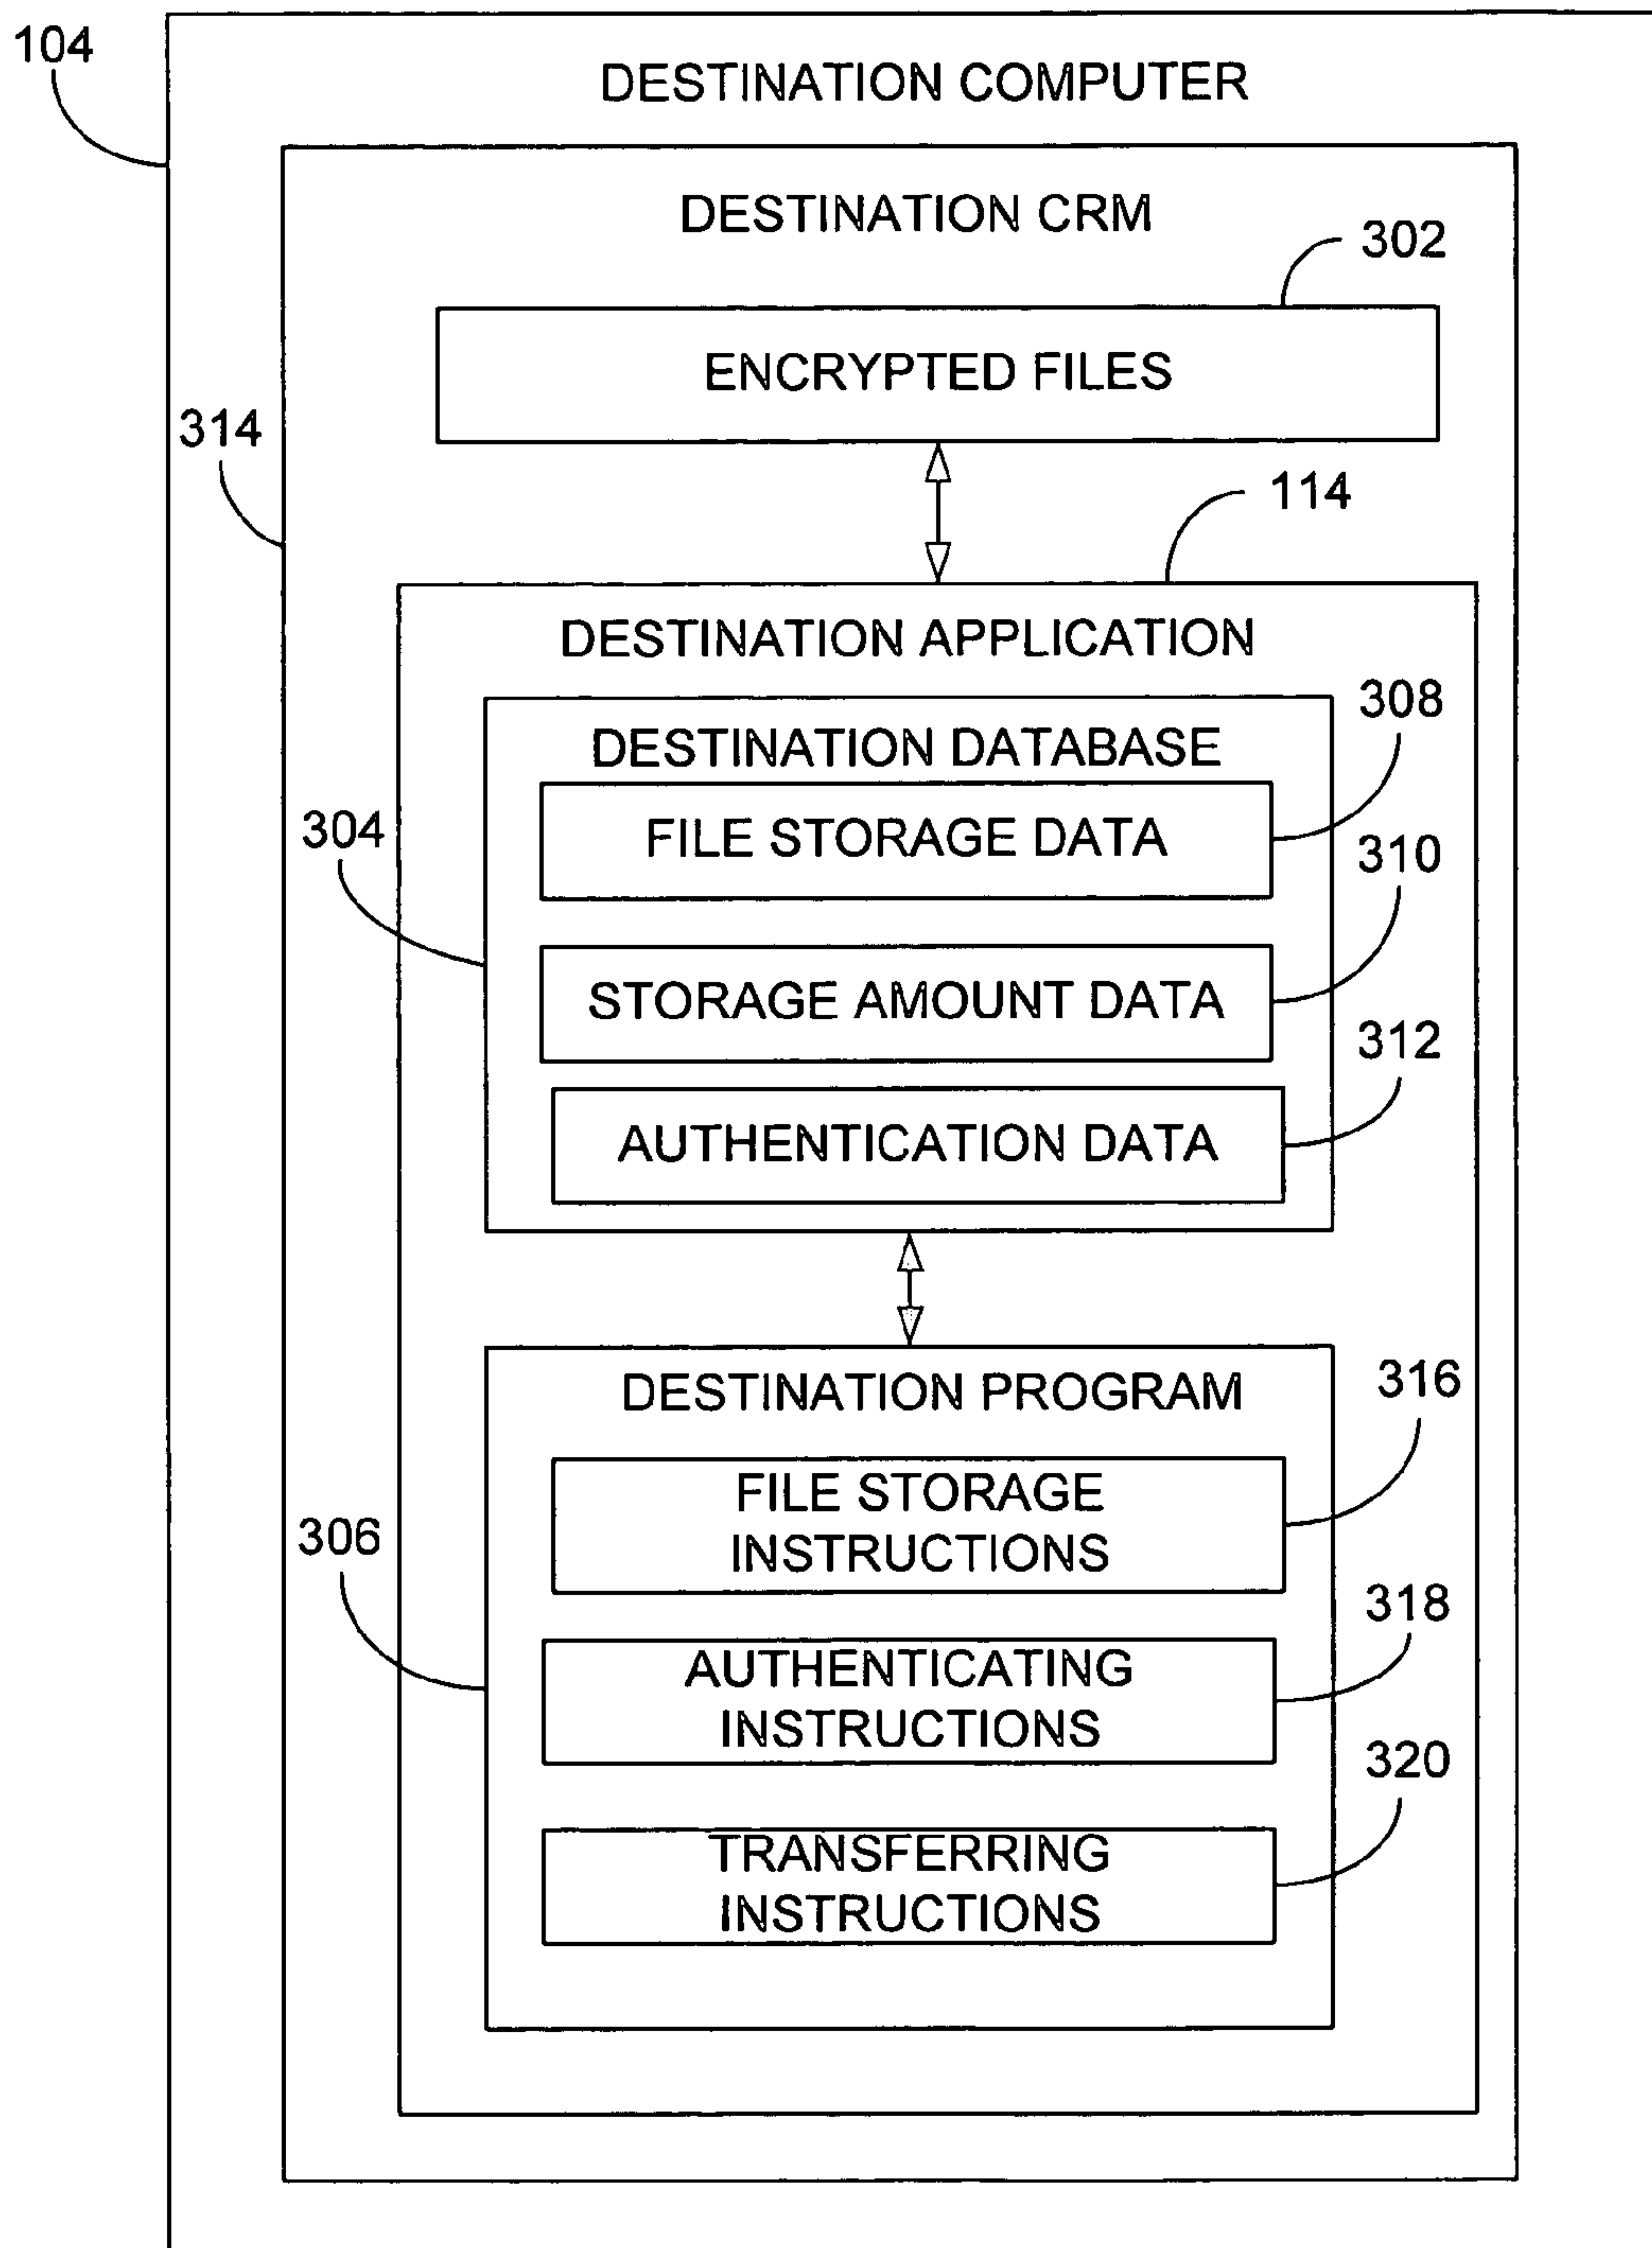 104
DESTINATION COMPUTER
DESTINATION CRM
302
ENCRYPTED FILES
314
114
DESTINATION APPLICATION
308
DESTINATION DATABASE
304
FILE STORAGE DATA
310
STORAGE AMOUNT DATA
312
AUTHENTICATION DATA
DESTINATION PROGRAM
316
FILE STORAGE
INSTRUCTIONS
306
318
AUTHENTICATING
INSTRUCTIONS
320
TRANSFERRING
INSTRUCTIONS